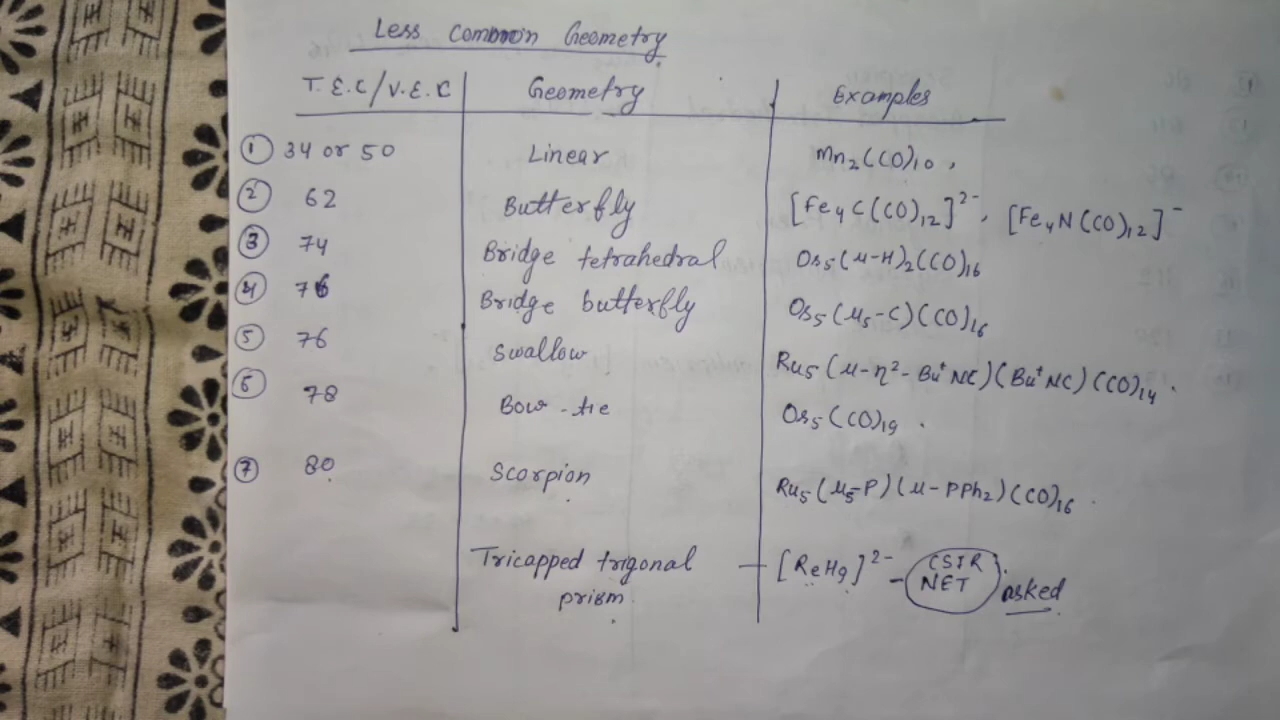 Less Common Geometry
T.E.C/V.E.C Geometry Examples
① 34 or 50 Linear Mn₂(CO)₁₀,
② 62 Butterfly [Fe₄C(CO)₁₂]²⁻, [Fe₄N(CO)₁₂]⁻
③ 74 Bridge tetrahedral Os₅(μ-H)₂(CO)₁₆
④ 76 Bridge butterfly Os₅(μ₅-C)(CO)₁₆
⑤ 76 Swallow Ru₅(μ-η²-BuᵗNC)(BuᵗNC)(CO)₁₄.
⑥ 78 Bow-tie Os₅(CO)₁₉.
⑦ 80 Scorpion Ru₅(μ₅-P)(μ-PPh₂)(CO)₁₆.
Tricapped trigonal — [ReH₉]²⁻ - CSIR
prism. NET asked